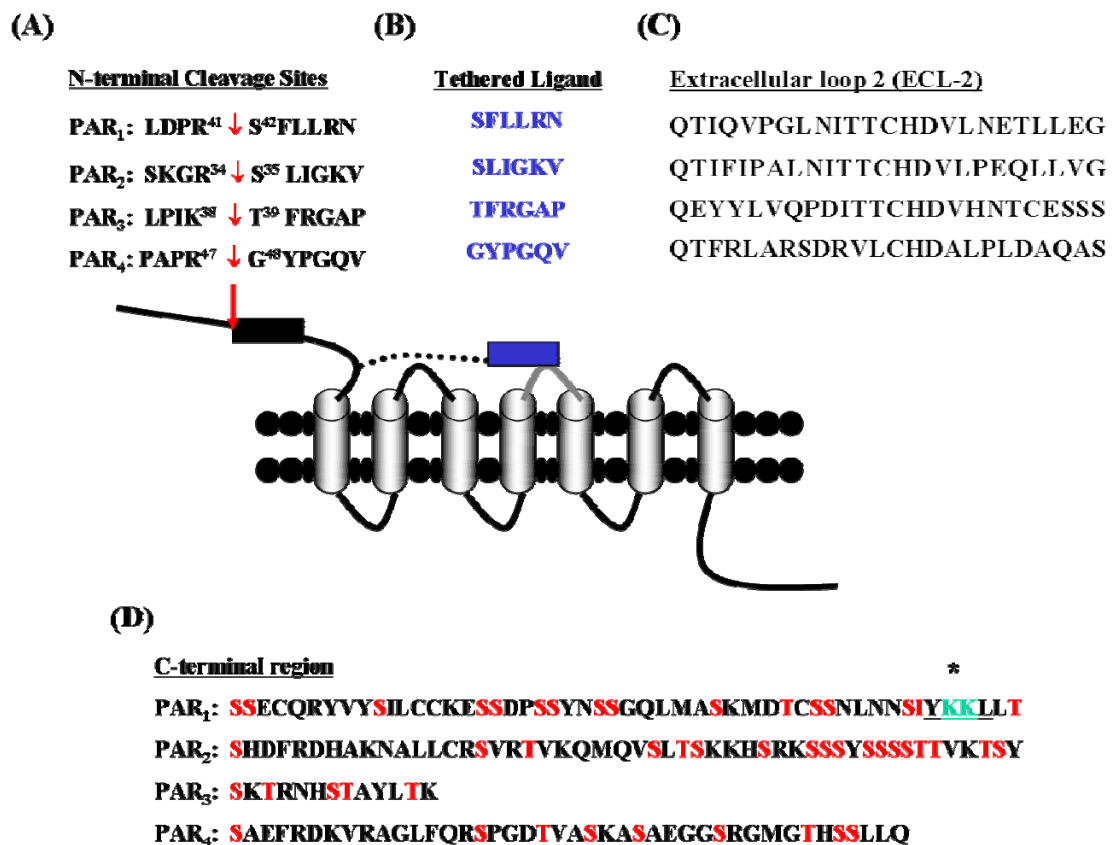 (A)
N-terminal Cleavage Sites
PAR₁: LDPR⁴¹ ↓ S⁴²FLLRN
PAR₂: SKGR³⁴ ↓ S³⁵ LIGKV
PAR₃: LPIK³⁸ ↓ T³⁹ FRGAP
PAR₄: PAPR⁴⁷ ↓ G⁴⁸YPGQV
(B)
Tethered Ligand
SFLLRN
SLIGKV
TFRGAP
GYPGQV
(C)
Extracellular loop 2 (ECL-2)
QTIQVPGLNITTCHDVLNETLLEG
QTIFIPALNITTCHDVLPEQLLVG
QEYYLVQPDITTCHDVHNTCESSS
QTFRLARSDRVLCHDALPLDAQAS
(D)
C-terminal region
*
PAR₁: SSECQRYVYSILCCKESSDPSSYNSSGQLMASKMDTCSSNLNNSIYKKLLT
PAR₂: SHDFRDHAKNALLCRSVRTVKQMQVSLTSKKHSRKSSSYSSSSTTVKTSY
PAR₃: SKTRNHSTAYLTK
PAR₄: SAEFRDKVRAGLFQRSPGDTVASKASAEGGSRGMGTHSSLLQ